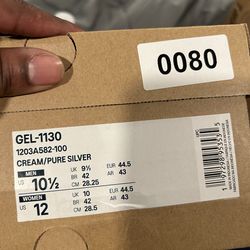 0080
GEL-1130
1203A582-100
CREAM/PURE SILVER
MEN
US 10½
UK 9½
BR 42
CM 28.25
EUR 44.5
AR 43
WOMEN
US 12
UK 10
BR 42
CM 28.5
EUR 44.5
AR 43
1PC